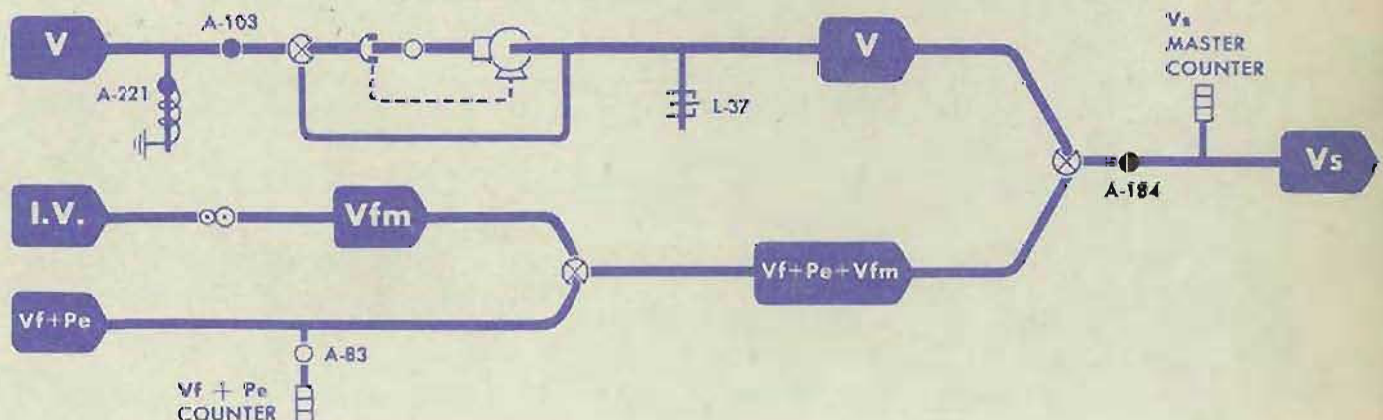 A-103
V
A-221
L-37
V
Vs
MASTER
COUNTER
A-184
Vs
I.V.
Vfm
Vf+Pe+Vfm
Vf+Pe
A-83
Vf + Pe
COUNTER